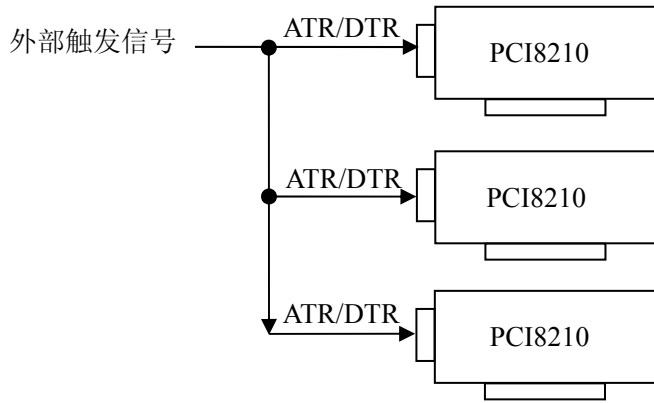 外部触发信号
ATR/DTR
PCI8210
ATR/DTR
PCI8210
ATR/DTR
PCI8210